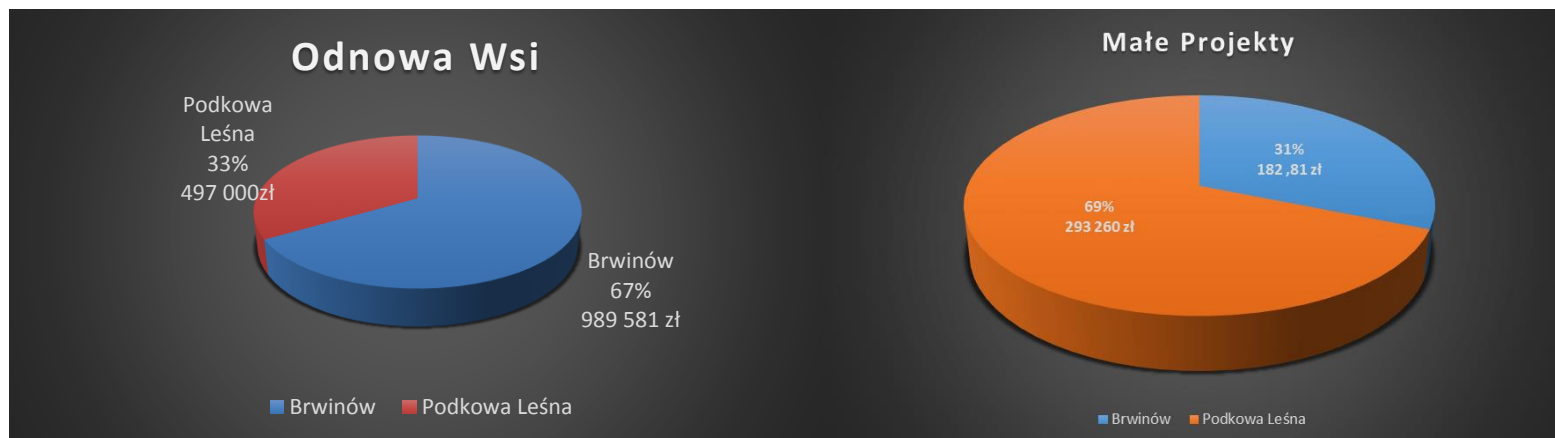 Odnowa Wsi
Podkowa
Leśna
33%
497 000zł
Brwinów
67%
989 581 zł
Brwinów Podkowa Leśna
Małe Projekty
31%
182 ,81 zł
69%
293 260 zł
Brwinów Podkowa Leśna